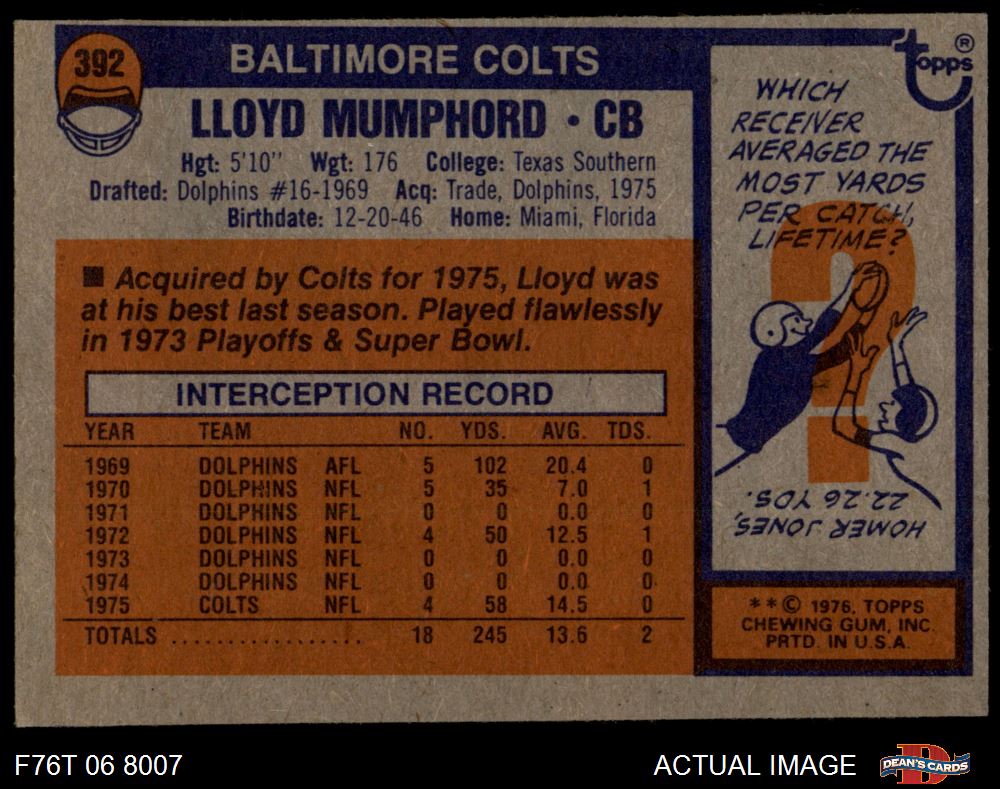 392
BALTIMORE COLTS
LLOYD MUMPHORD • CB
Hgt: 5'10" Wgt: 176 College: Texas Southern
Drafted: Dolphins #16-1969 Acq: Trade, Dolphins, 1975
Birthdate: 12-20-46 Home: Miami, Florida
■ Acquired by Colts for 1975, Lloyd was
at his best last season. Played flawlessly
in 1973 Playoffs & Super Bowl.
INTERCEPTION RECORD
YEAR TEAM NO. YDS. AVG. TDS.
1969 DOLPHINS AFL 5 102 20.4 0
1970 DOLPHINS NFL 5 35 7.0 1
1971 DOLPHINS NFL 0 0 0.0 0
1972 DOLPHINS NFL 4 50 12.5 1
1973 DOLPHINS NFL 0 0 0.0 0
1974 DOLPHINS NFL 0 0 0.0 0
1975 COLTS NFL 4 58 14.5 0
TOTALS .................. 18 245 13.6 2
Topps ®
WHICH
RECEIVER
AVERAGED THE
MOST YARDS
PER CATCH,
LIFETIME?
?
HOMER JONES,
22.26 YDS.
**© 1976, TOPPS
CHEWING GUM, INC.
PRTD. IN U.S.A.
F76T 06 8007
ACTUAL IMAGE
D
DEAN'S CARDS